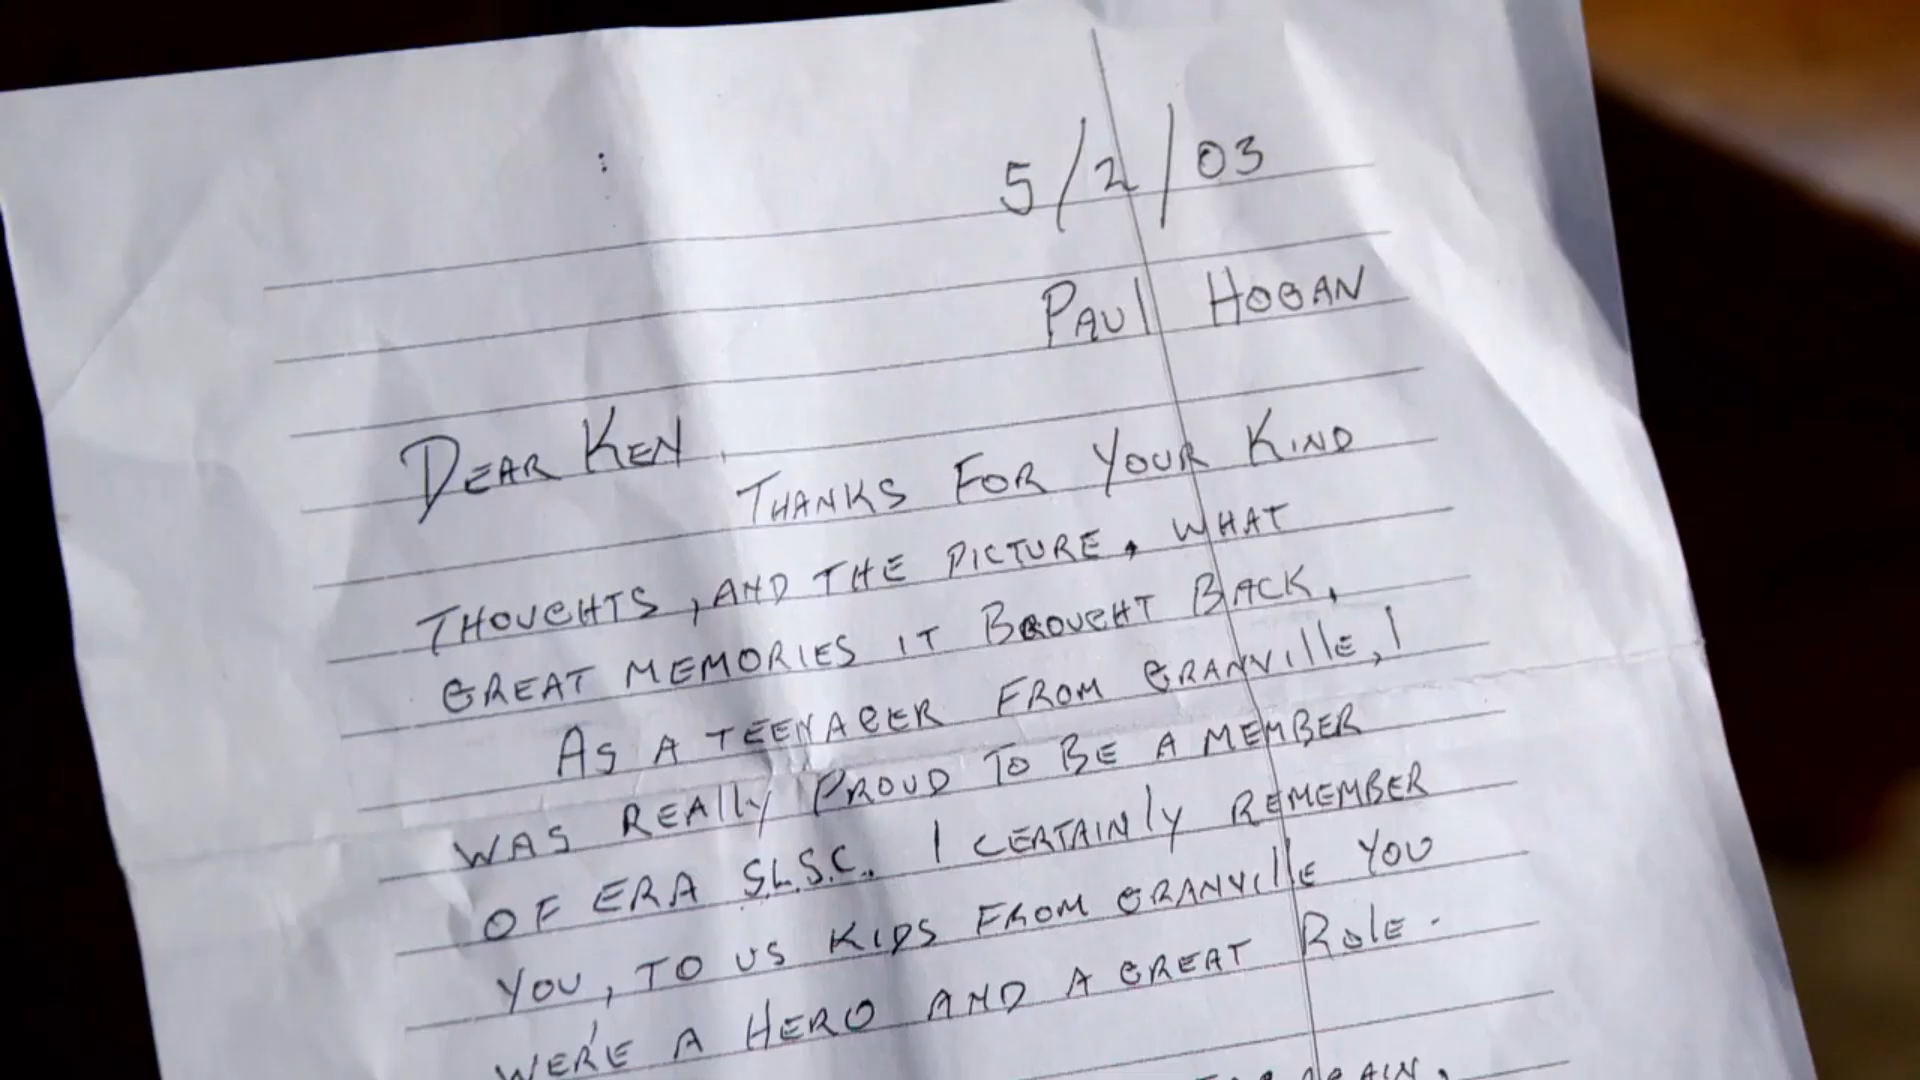 5/2/03
PAUL HOGAN
DEAR KEN
THANKS FOR YOUR KIND
THOUGHTS, AND THE PICTURE, WHAT
GREAT MEMORIES IT BROUGHT BACK,
AS A TEENAGER FROM GRANVIllE, I
WAS REAllY PROUD TO BE A MEMBER
OF ERA S.L.S.C.. I CERTAINlY REMEMBER
YOU, TO US KIDS FROM GRANVIllE YOU
WER'E A HERO AND A GREAT ROlE -